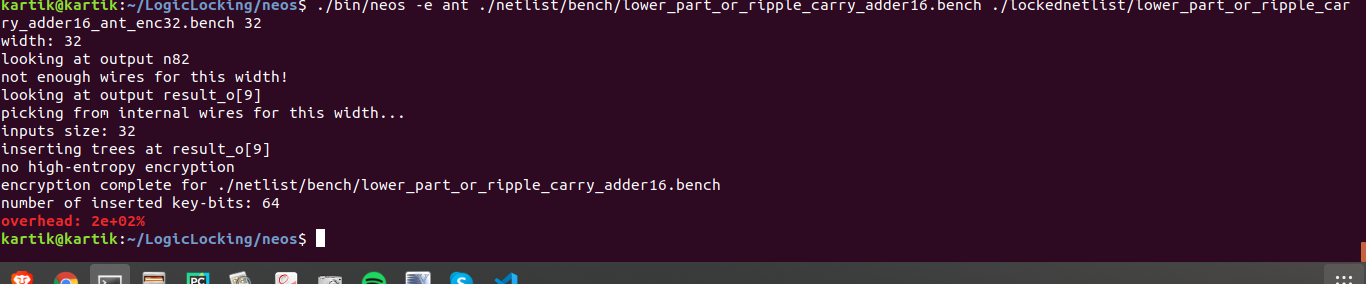 kartik@kartik:~/LogicLocking/neos$ ./bin/neos -e ant ./netlist/bench/lower_part_or_ripple_carry_adder16.bench ./lockednetlist/lower_part_or_ripple_car
ry_adder16_ant_enc32.bench 32
width: 32
looking at output n82
not enough wires for this width!
looking at output result_o[9]
picking from internal wires for this width...
inputs size: 32
inserting trees at result_o[9]
no high-entropy encryption
encryption complete for ./netlist/bench/lower_part_or_ripple_carry_adder16.bench
number of inserted key-bits: 64
overhead: 2e+02%
kartik@kartik:~/LogicLocking/neos$
PC